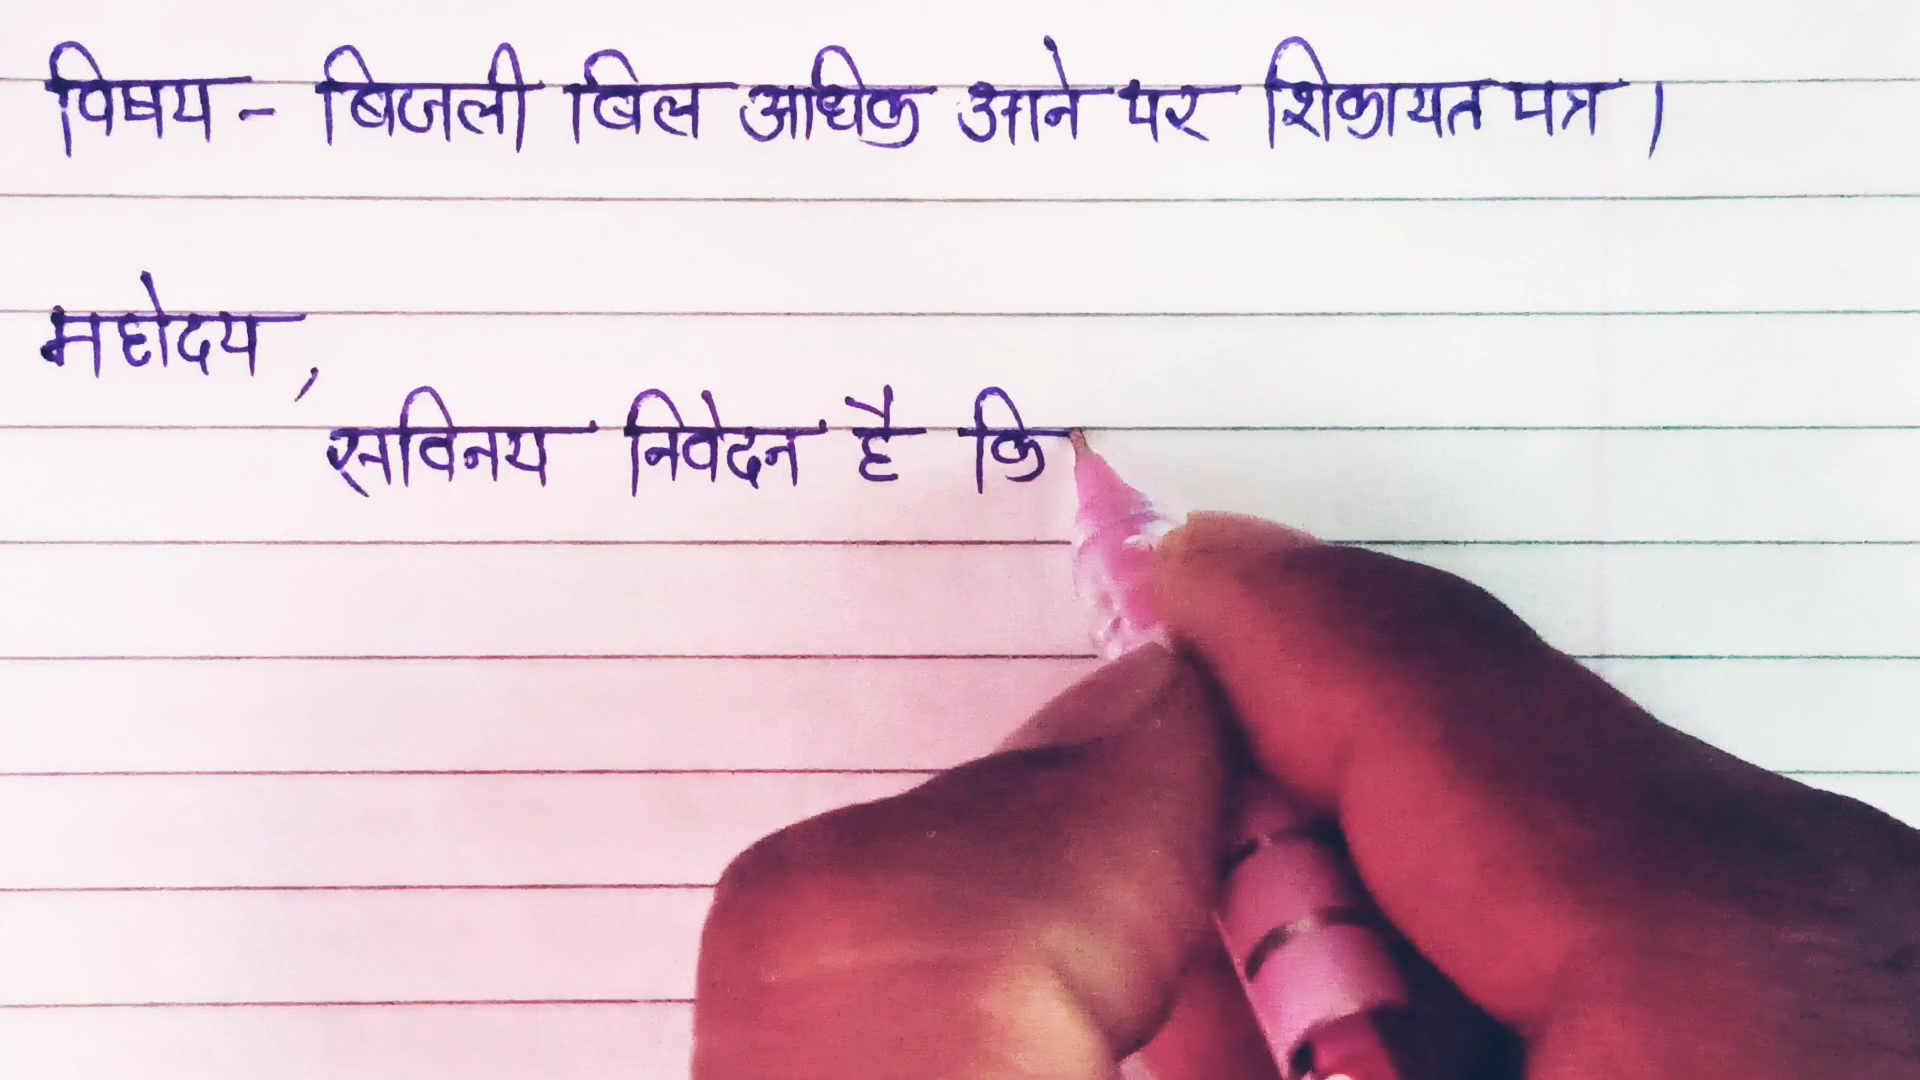 विषय - बिजली बिल अधिक आने पर शिकायत पत्र ।
महोदय ,
सविनय निवेदन है कि